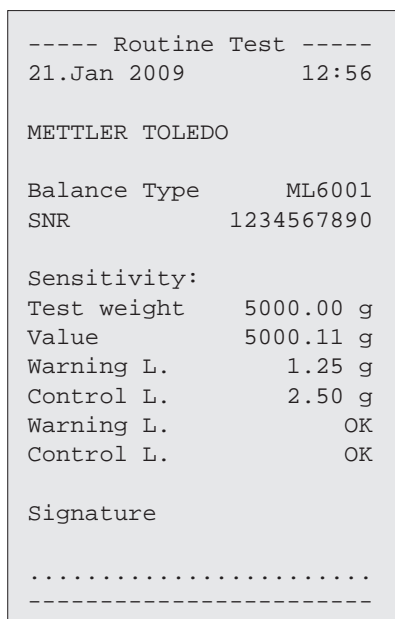 ----- Routine Test -----
21.Jan 2009 12:56
METTLER TOLEDO
Balance Type ML6001
SNR 1234567890
Sensitivity:
Test weight 5000.00 g
Value 5000.11 g
Warning L. 1.25 g
Control L. 2.50 g
Warning L. OK
Control L. OK
Signature
........................
------------------------